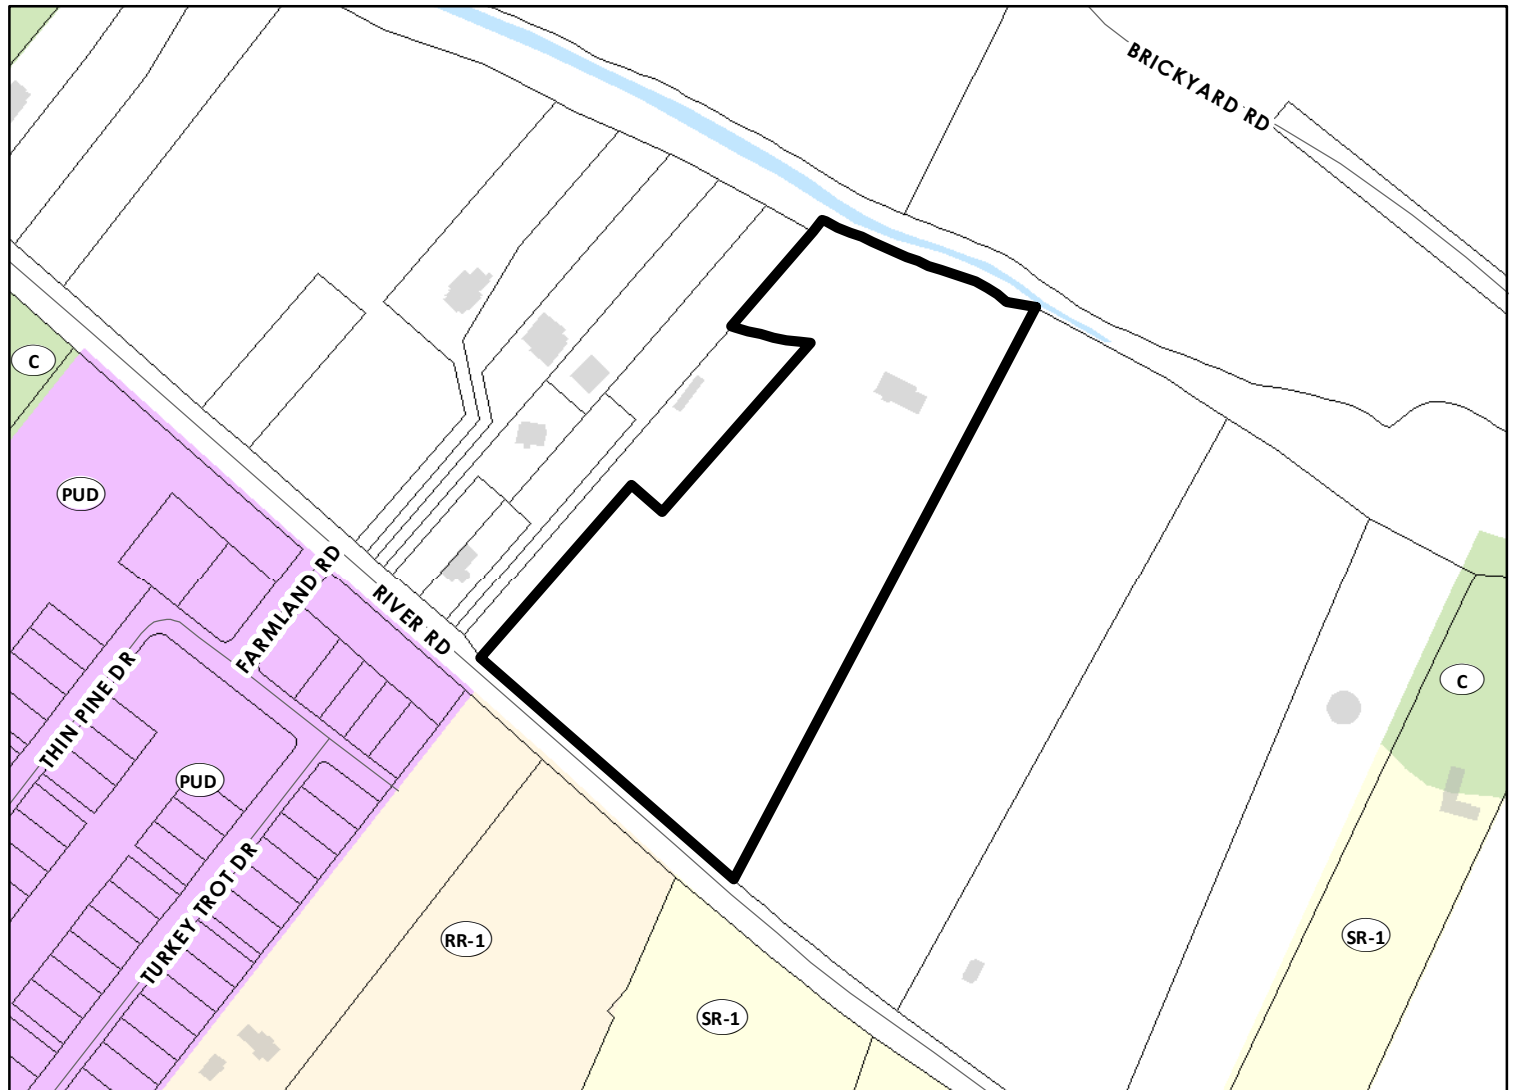 BRICKYARD RD
C
PUD
FARMLAND RD
RIVER RD
THIN PINE DR
C
PUD
TURKEY TROT DR
RR-1
SR-1
SR-1